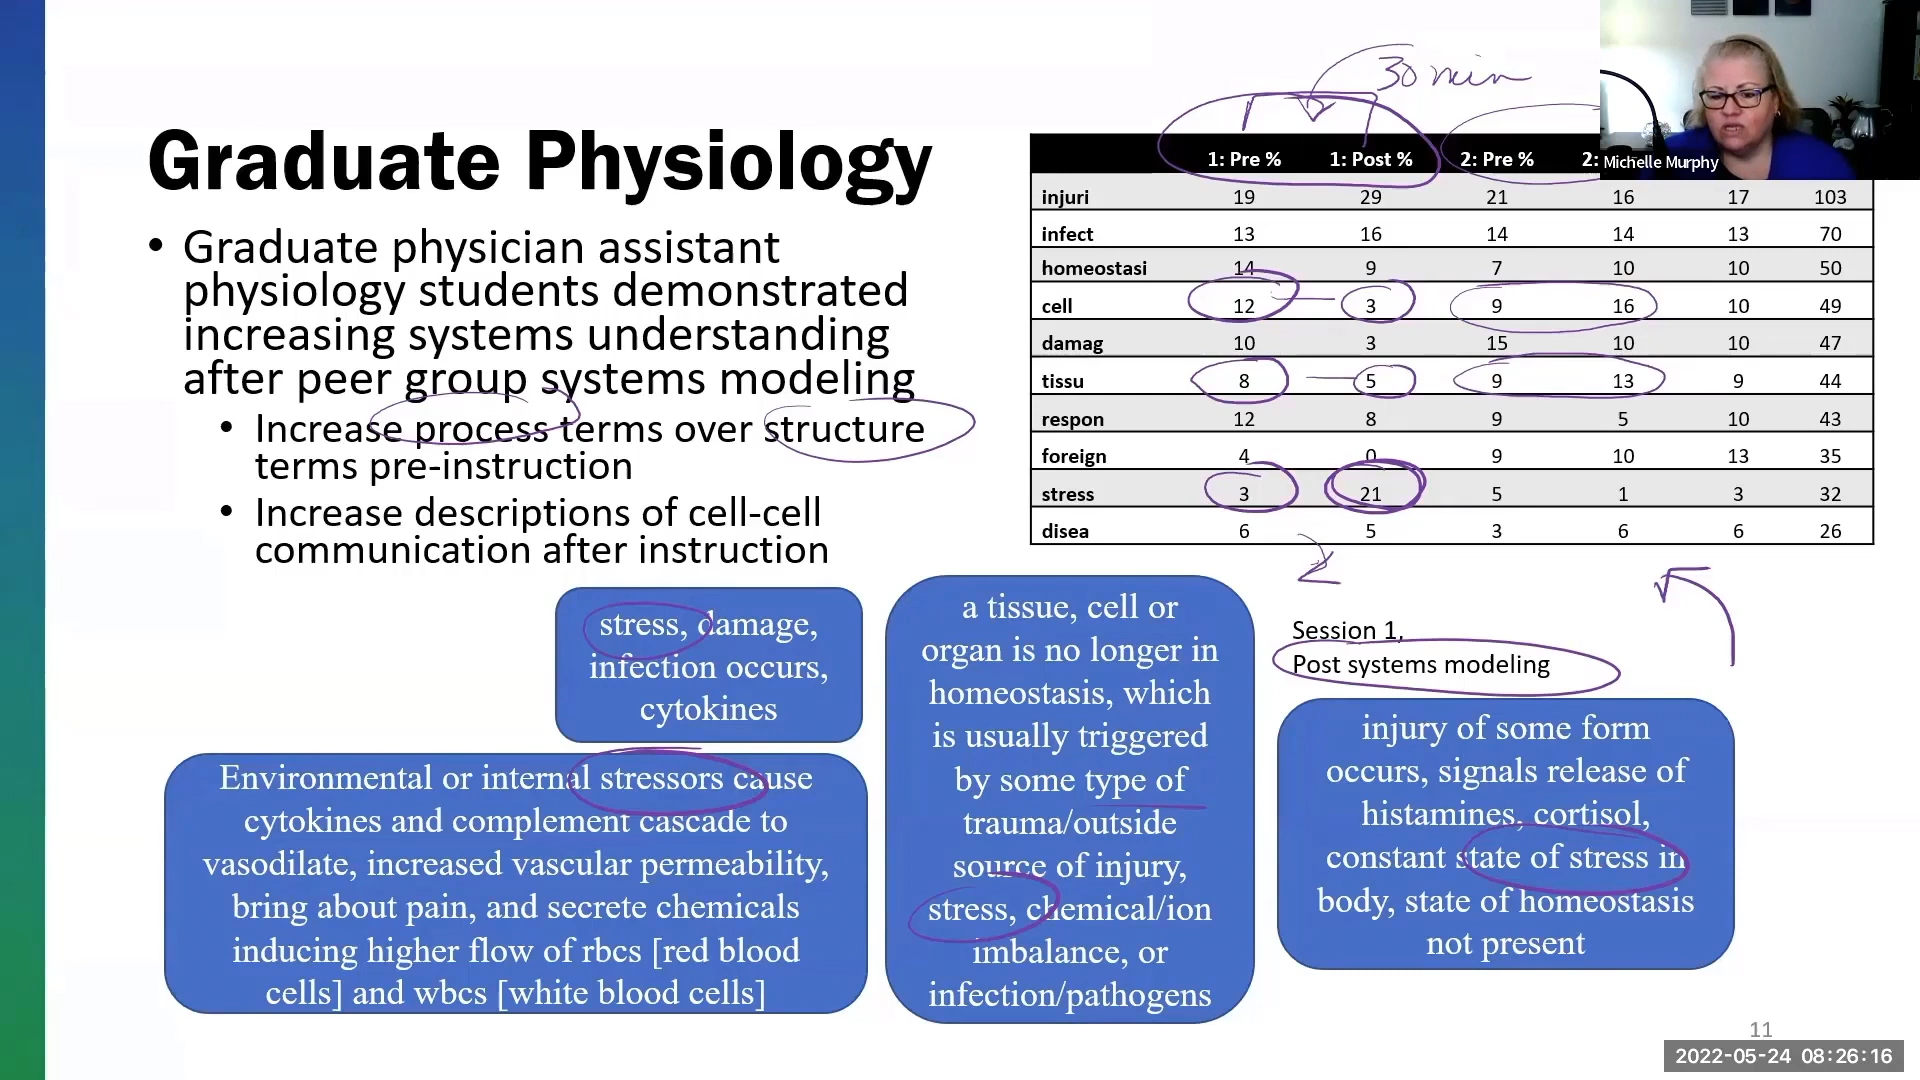 30 min
Graduate Physiology
• Graduate physician assistant
physiology students demonstrated
increasing systems understanding
after peer group systems modeling
• Increase process terms over structure
terms pre-instruction
• Increase descriptions of cell-cell
communication after instruction
1: Pre % 1: Post % 2: Pre % 2:
injuri 19 29 21 16 17 103
infect 13 16 14 14 13 70
homeostasi 14 9 7 10 10 50
cell 12 3 9 16 10 49
damag 10 3 15 10 10 47
tissu 8 5 9 13 9 44
respon 12 8 9 5 10 43
foreign 4 0 9 10 13 35
stress 3 21 5 1 3 32
disea 6 5 3 6 6 26
Michelle Murphy
stress, damage,
infection occurs,
cytokines
Environmental or internal stressors cause
cytokines and complement cascade to
vasodilate, increased vascular permeability,
bring about pain, and secrete chemicals
inducing higher flow of rbcs [red blood
cells] and wbcs [white blood cells]
a tissue, cell or
organ is no longer in
homeostasis, which
is usually triggered
by some type of
trauma/outside
source of injury,
stress, chemical/ion
imbalance, or
infection/pathogens
Session 1,
Post systems modeling
injury of some form
occurs, signals release of
histamines, cortisol,
constant state of stress in
body, state of homeostasis
not present
11
2022-05-24 08:26:16